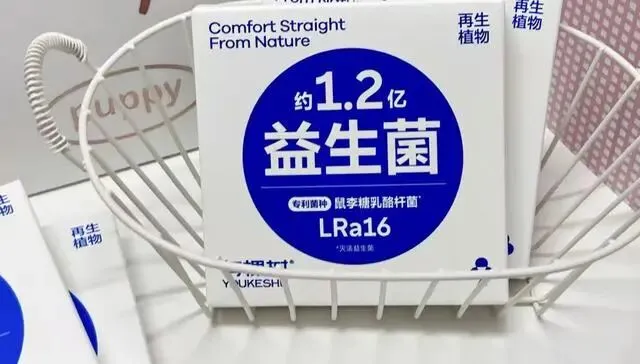 Comfort Straight
From Nature
再生
植物
约1.2亿
益生菌
专利菌种 鼠李糖乳酪杆菌*
LRa16
*灭活益生菌
YOUKESHU
puppy
再生
植物
再生
植物